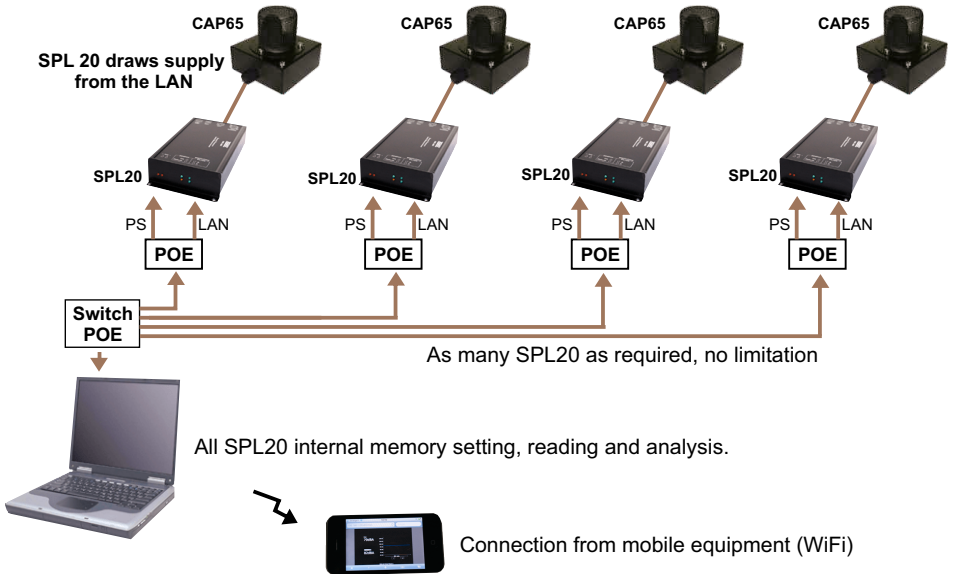 CAP65 CAP65 CAP65 CAP65
SPL 20 draws supply
from the LAN
SPL20 SPL20 SPL20 SPL20
PS LAN PS LAN PS LAN PS LAN
POE POE POE POE
Switch
POE
As many SPL20 as required, no limitation
All SPL20 internal memory setting, reading and analysis.
Connection from mobile equipment (WiFi)